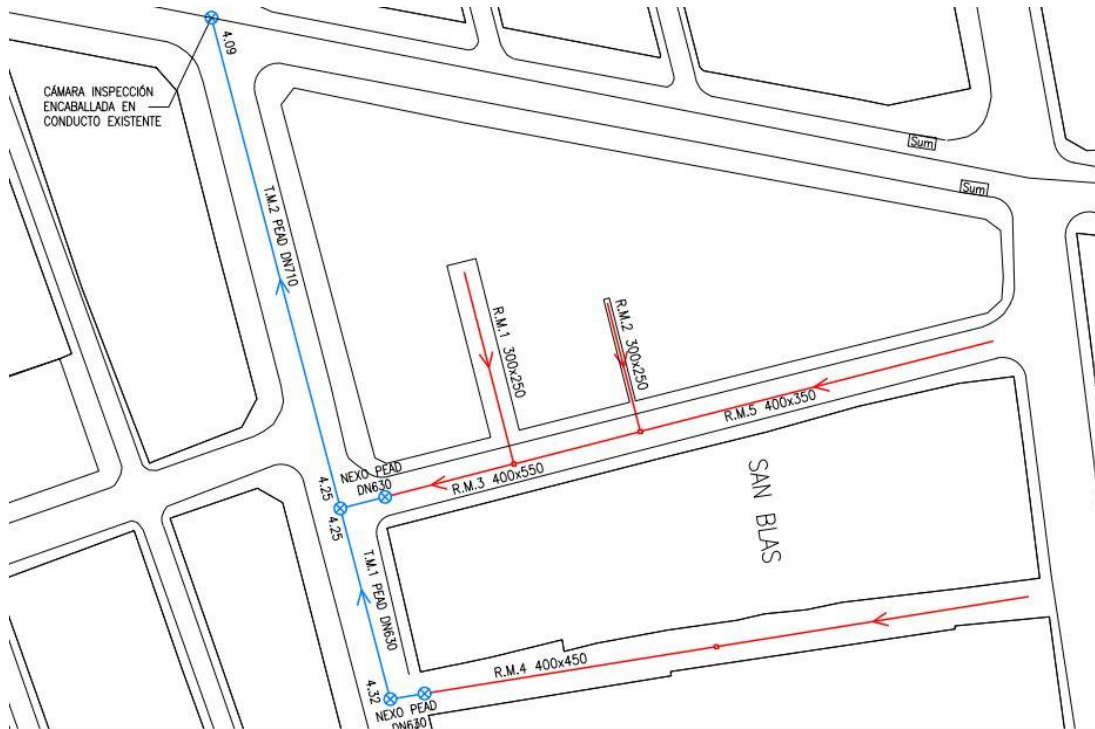 4.09
CÁMARA INSPECCIÓN
ENCABALLADA EN
CONDUCTO EXISTENTE
Sum
Sum
T.M.2 PEAD DN710
R.M.1 300x250
R.M.2 300x250
R.M.5 400x350
NEXO PEAD
DN630
R.M.3 400x550
4.25
4.25
SAN BLAS
T.M.1 PEAD DN630
R.M.4 400x450
4.32
NEXO PEAD
DN630